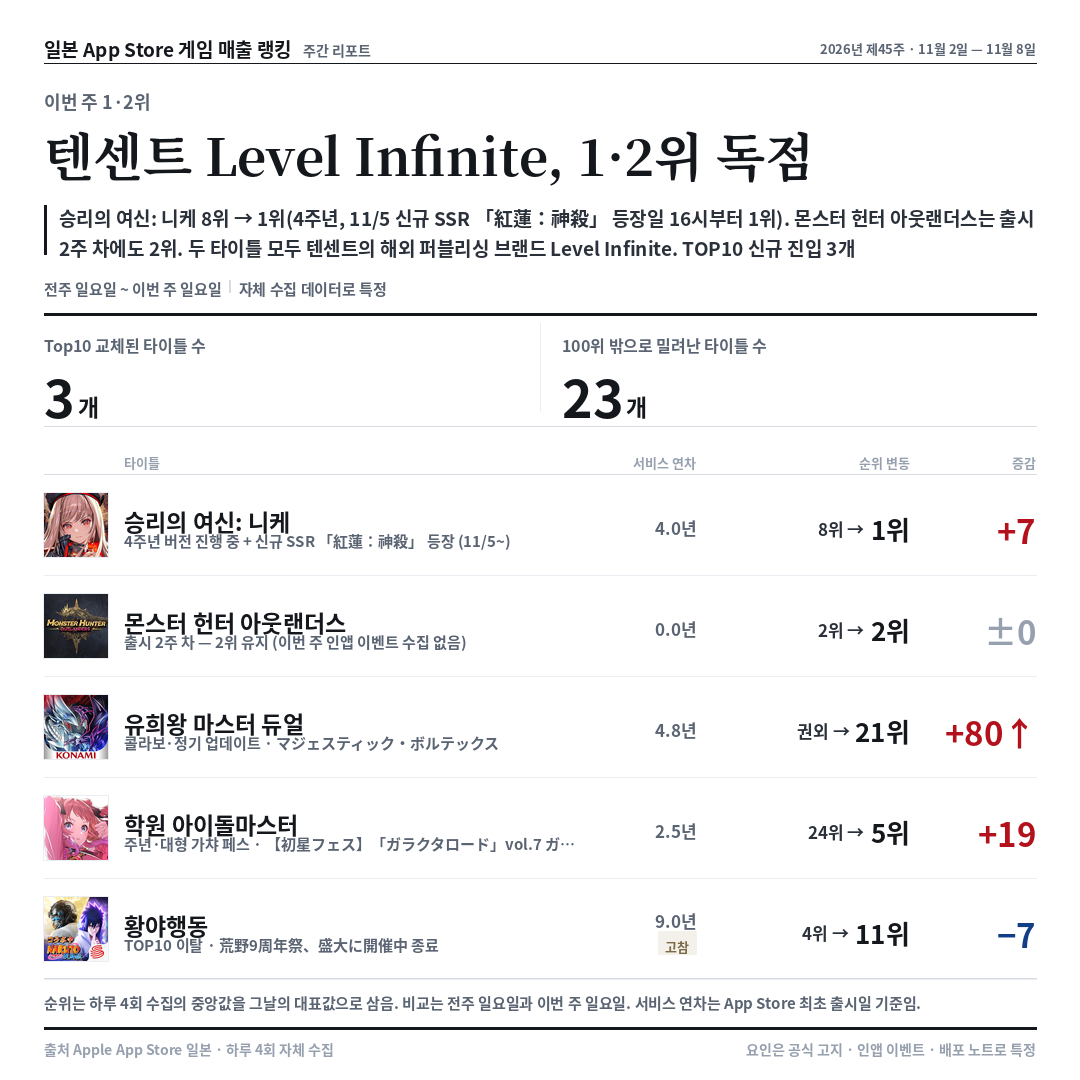 일본 App Store 게임 매출 랭킹 주간 리포트
2026년 제45주 · 11월 2일 — 11월 8일
이번 주 1·2위
텐센트 Level Infinite, 1·2위 독점
승리의 여신: 니케 8위 → 1위(4주년, 11/5 신규 SSR 「紅蓮：神殺」 등장일 16시부터 1위). 몬스터 헌터 아웃랜더스는 출시
2주 차에도 2위. 두 타이틀 모두 텐센트의 해외 퍼블리싱 브랜드 Level Infinite. TOP10 신규 진입 3개
전주 일요일 ~ 이번 주 일요일 | 자체 수집 데이터로 특정
Top10 교체된 타이틀 수
3개
100위 밖으로 밀려난 타이틀 수
23개
타이틀 서비스 연차 순위 변동 증감
승리의 여신: 니케
4주년 버전 진행 중 + 신규 SSR 「紅蓮：神殺」 등장 (11/5~)
4.0년 8위 → 1위 +7
MONSTER HUNTER
OUTLANDERS
몬스터 헌터 아웃랜더스
출시 2주 차 — 2위 유지 (이번 주 인앱 이벤트 수집 없음)
0.0년 2위 → 2위 ±0
KONAMI
유희왕 마스터 듀얼
콜라보·정기 업데이트 · マジェスティック・ボルテックス
4.8년 권외 → 21위 +80↑
학원 아이돌마스터
주년·대형 가챠 페스 · 【初星フェス】「ガラクタロード」vol.7 ガ…
2.5년 24위 → 5위 +19
황야행동
TOP10 이탈 · 荒野9周年祭、盛大に開催中 종료
9.0년
고참
4위 → 11위 −7
순위는 하루 4회 수집의 중앙값을 그날의 대표값으로 삼음. 비교는 전주 일요일과 이번 주 일요일. 서비스 연차는 App Store 최초 출시일 기준임.
출처 Apple App Store 일본 · 하루 4회 자체 수집
요인은 공식 고지 · 인앱 이벤트 · 배포 노트로 특정